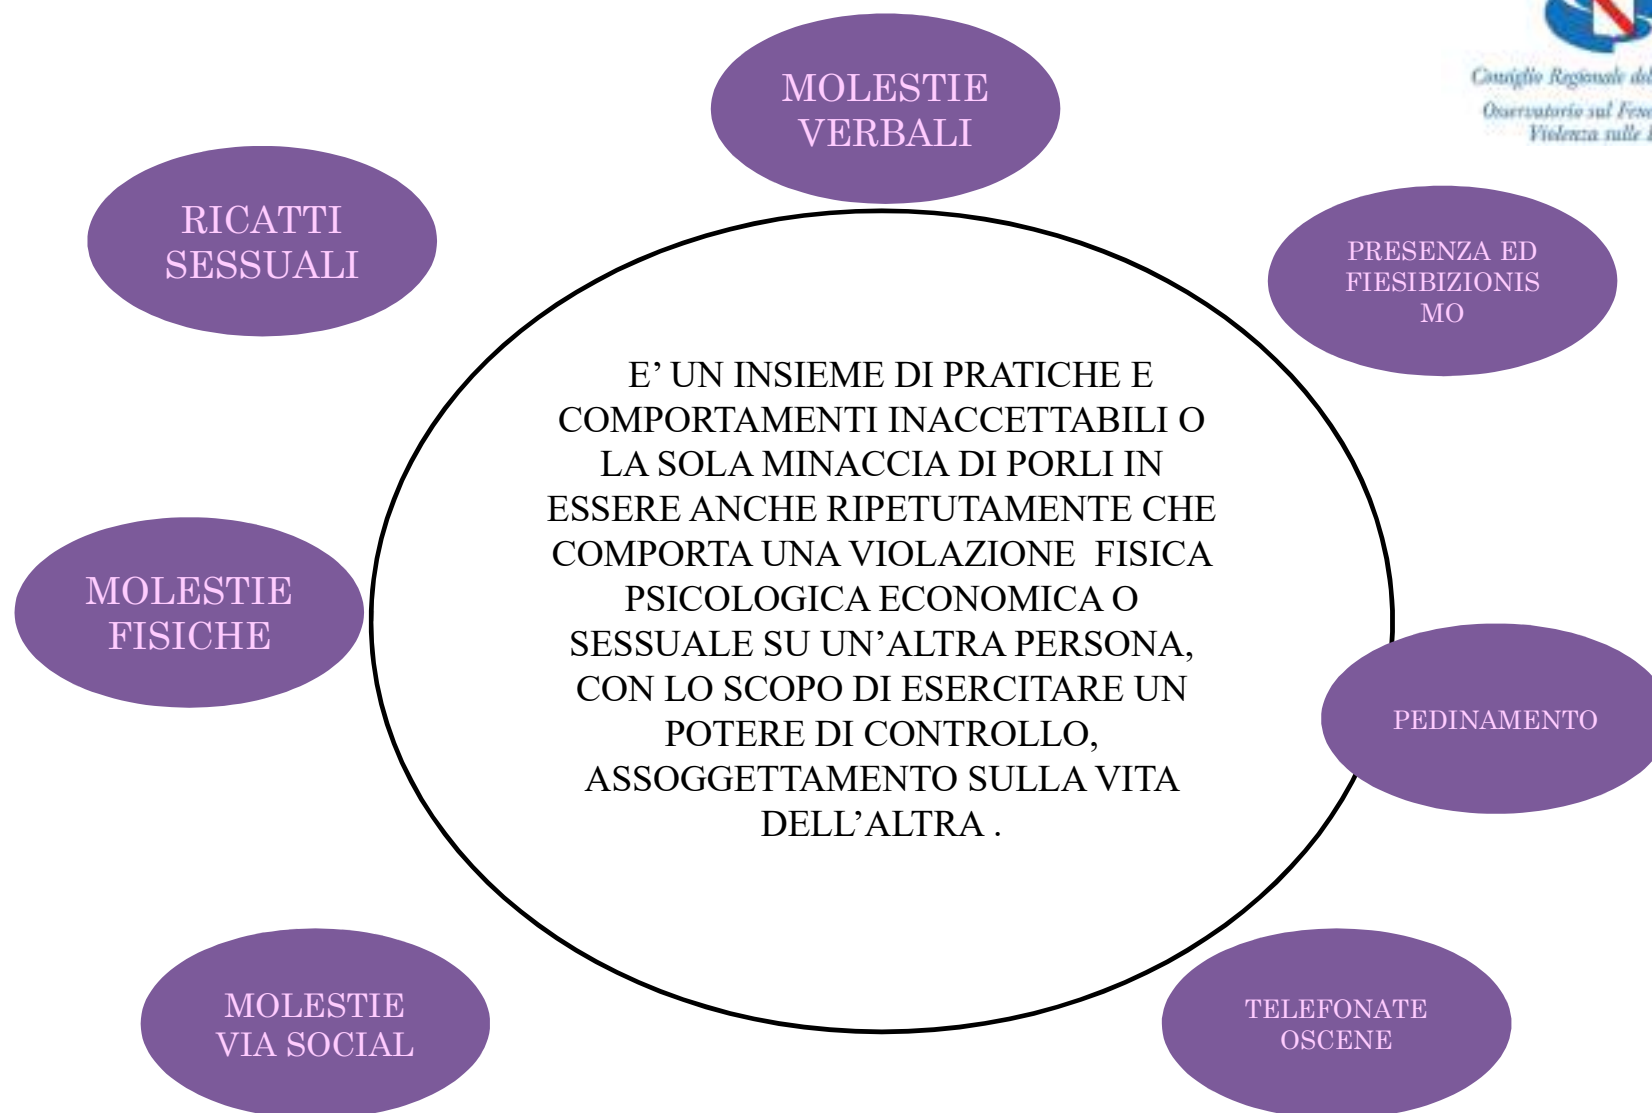 MOLESTIE
VERBALI
Consiglio Regionale del
Osservatorio sul
Violenza sulle
RICATTI
SESSUALI
PRESENZA ED
FIESIBIZIONIS
MO
E’ UN INSIEME DI PRATICHE E
COMPORTAMENTI INACCETTABILI O
LA SOLA MINACCIA DI PORLI IN
ESSERE ANCHE RIPETUTAMENTE CHE
COMPORTA UNA VIOLAZIONE  FISICA
PSICOLOGICA ECONOMICA O
SESSUALE SU UN’ALTRA PERSONA,
CON LO SCOPO DI ESERCITARE UN
POTERE DI CONTROLLO,
ASSOGGETTAMENTO SULLA VITA
DELL’ALTRA .
MOLESTIE
FISICHE
PEDINAMENTO
MOLESTIE
VIA SOCIAL
TELEFONATE
OSCENE